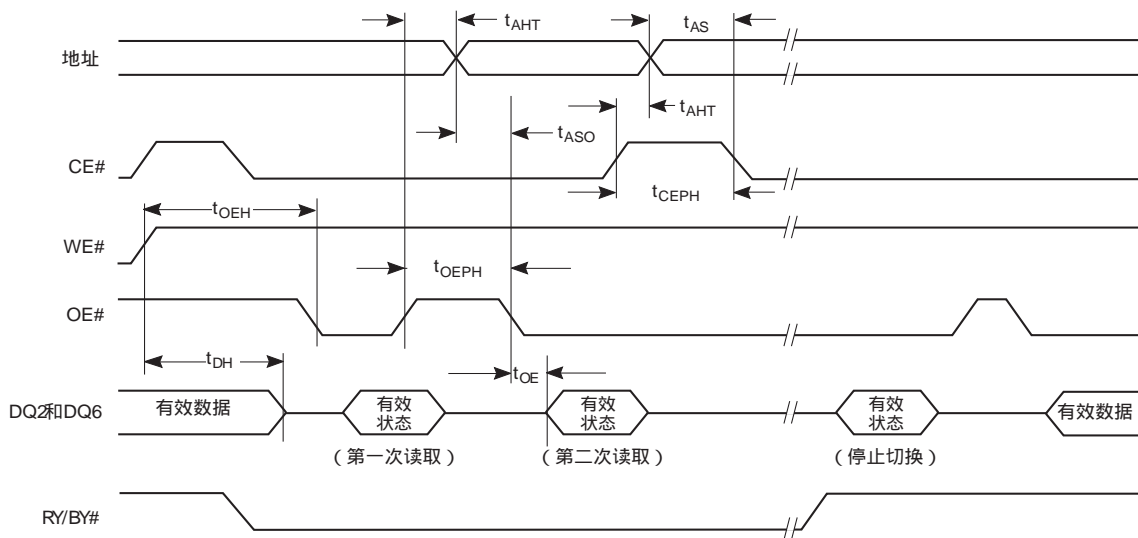 tAHT
tAS
地址
tAHT
tASO
CE#
tCEPH
tOEH
WE#
tOEPH
OE#
tDH
tOE
DQ2和DQ6
有效数据
有效
状态
有效
状态
有效
状态
有效数据
(第一次读取)
(第二次读取)
(停止切换)
RY/BY#